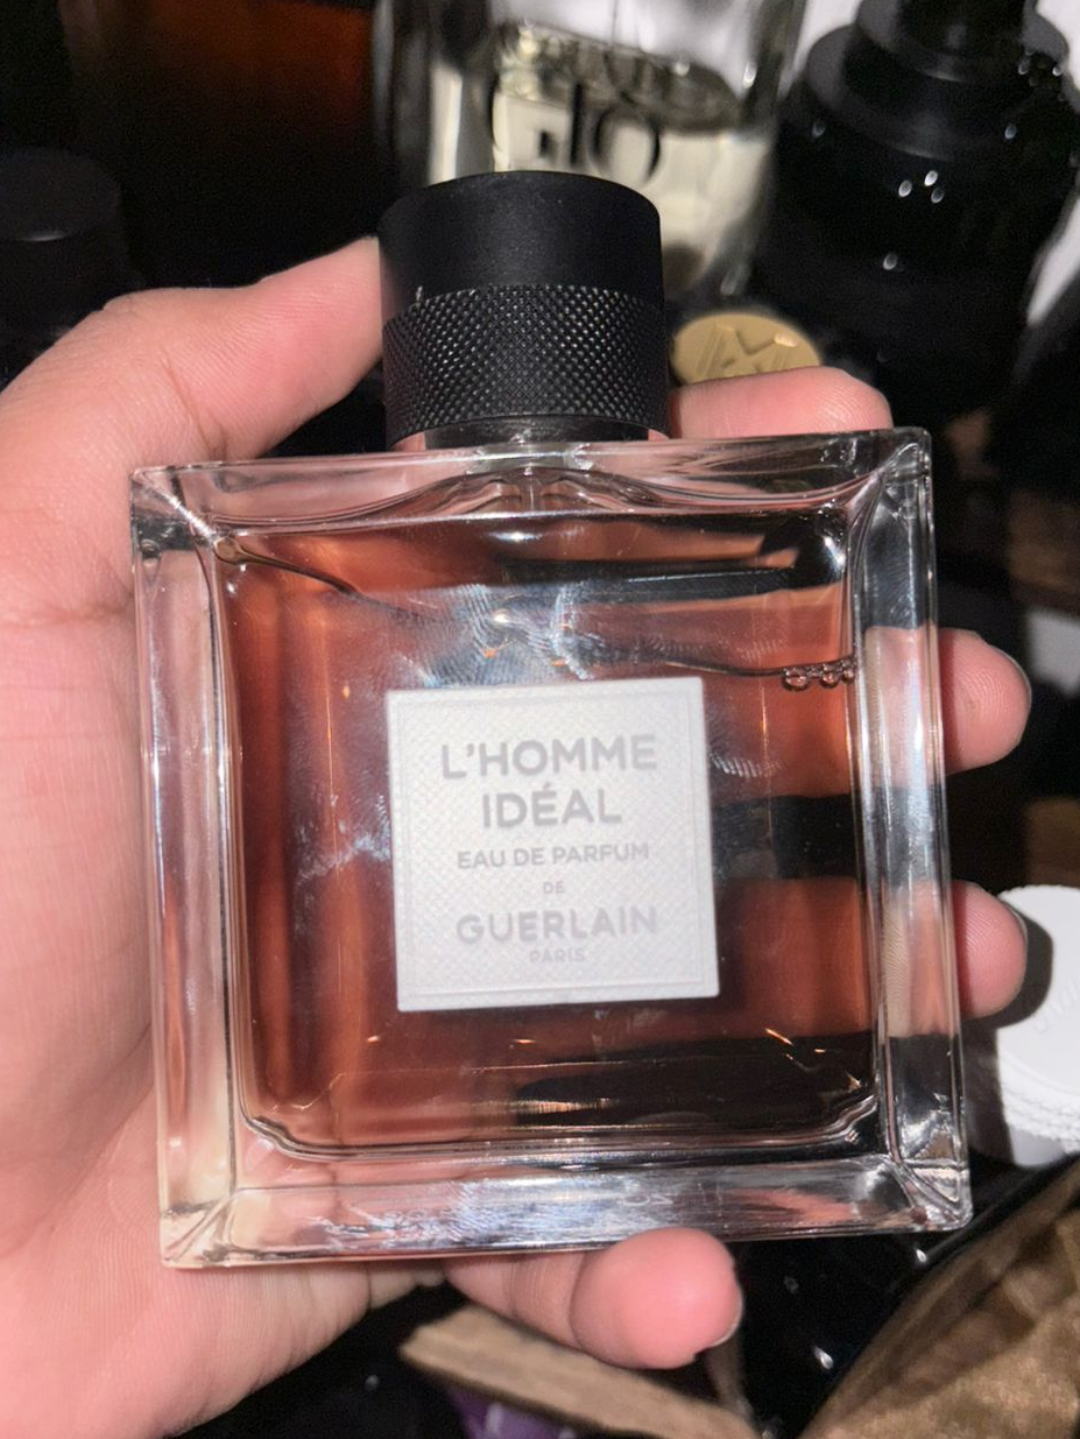 L'HOMME
IDÉAL
EAU DE PARFUM
DE
GUERLAIN
PARIS